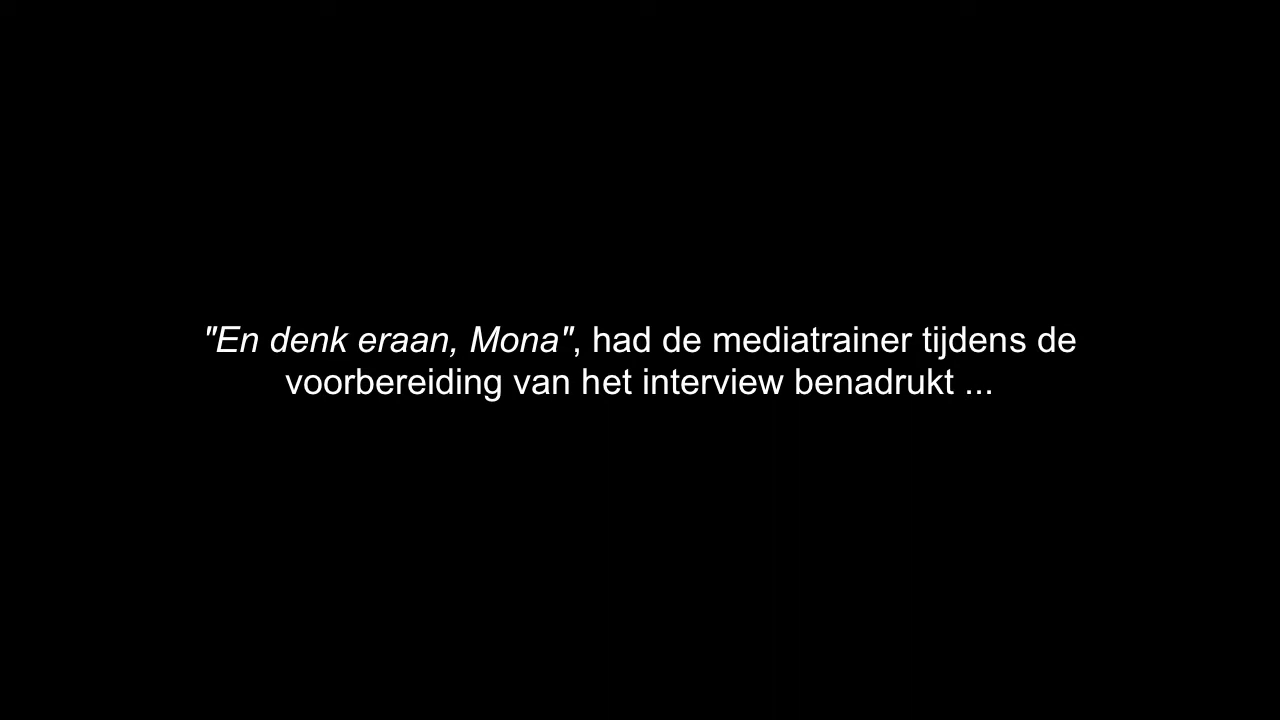 "En denk eraan, Mona", had de mediatrainer tijdens de
voorbereiding van het interview benadrukt ...